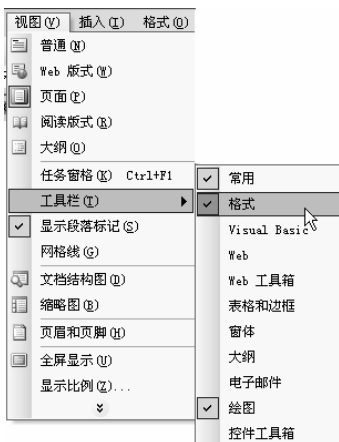 视图(V) 插入(I) 格式(O)
普通(N)
Web 版式(W)
页面(P)
阅读版式(R)
大纲(O)
任务窗格(K) Ctrl+F1
工具栏(T)
显示段落标记(S)
网格线(G)
文档结构图(D)
缩略图(B)
页眉和页脚(H)
全屏显示(U)
显示比例(Z)...
常用
格式
Visual Basic
Web
Web 工具箱
表格和边框
窗体
大纲
电子邮件
绘图
控件工具箱